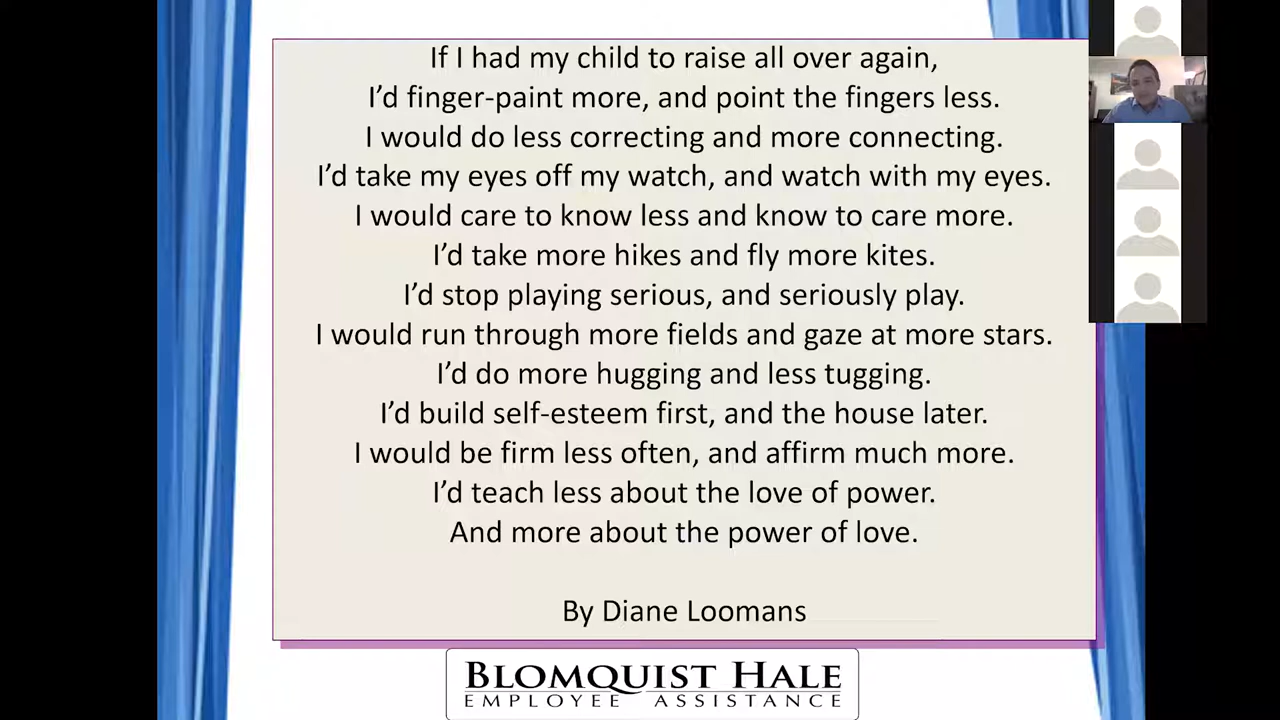 If I had my child to raise all over again,
I’d finger-paint more, and point the fingers less.
I would do less correcting and more connecting.
I’d take my eyes off my watch, and watch with my eyes.
I would care to know less and know to care more.
I’d take more hikes and fly more kites.
I’d stop playing serious, and seriously play.
I would run through more fields and gaze at more stars.
I’d do more hugging and less tugging.
I’d build self-esteem first, and the house later.
I would be firm less often, and affirm much more.
I’d teach less about the love of power.
And more about the power of love.
By Diane Loomans
BLOMQUIST HALE
EMPLOYEE ASSISTANCE